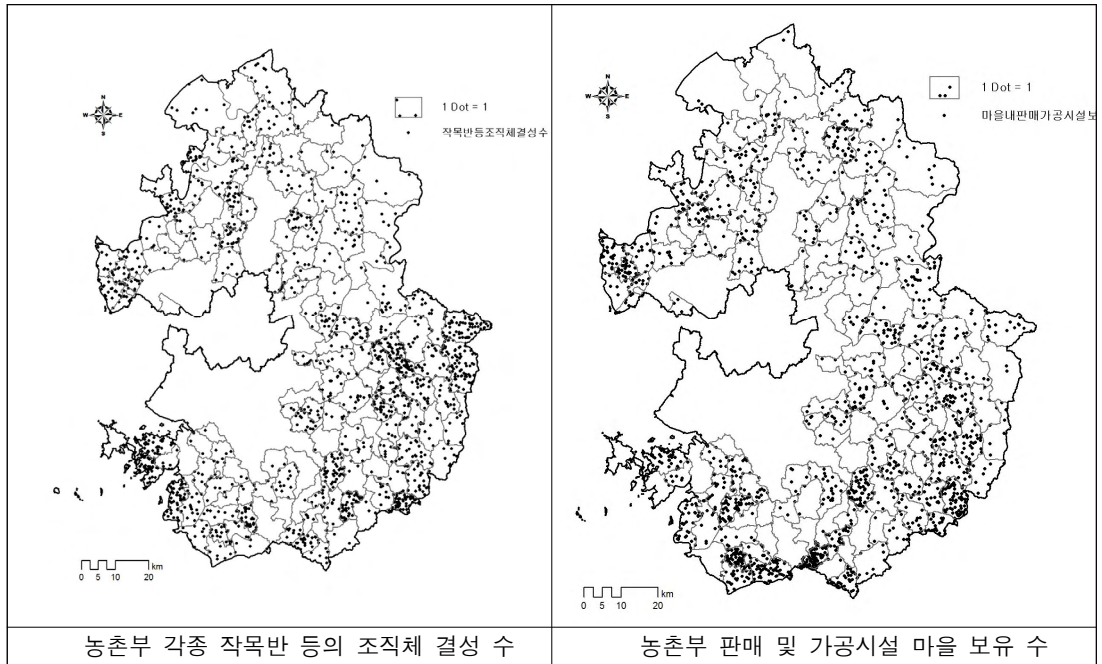 N
W E
S
1 Dot = 1
작목반등조직체결성수
0 5 10 20
km
농촌부 각종 작목반 등의 조직체 결성 수
N
W E
S
1 Dot = 1
마을내판매가공시설보
0 5 10 20
km
농촌부 판매 및 가공시설 마을 보유 수